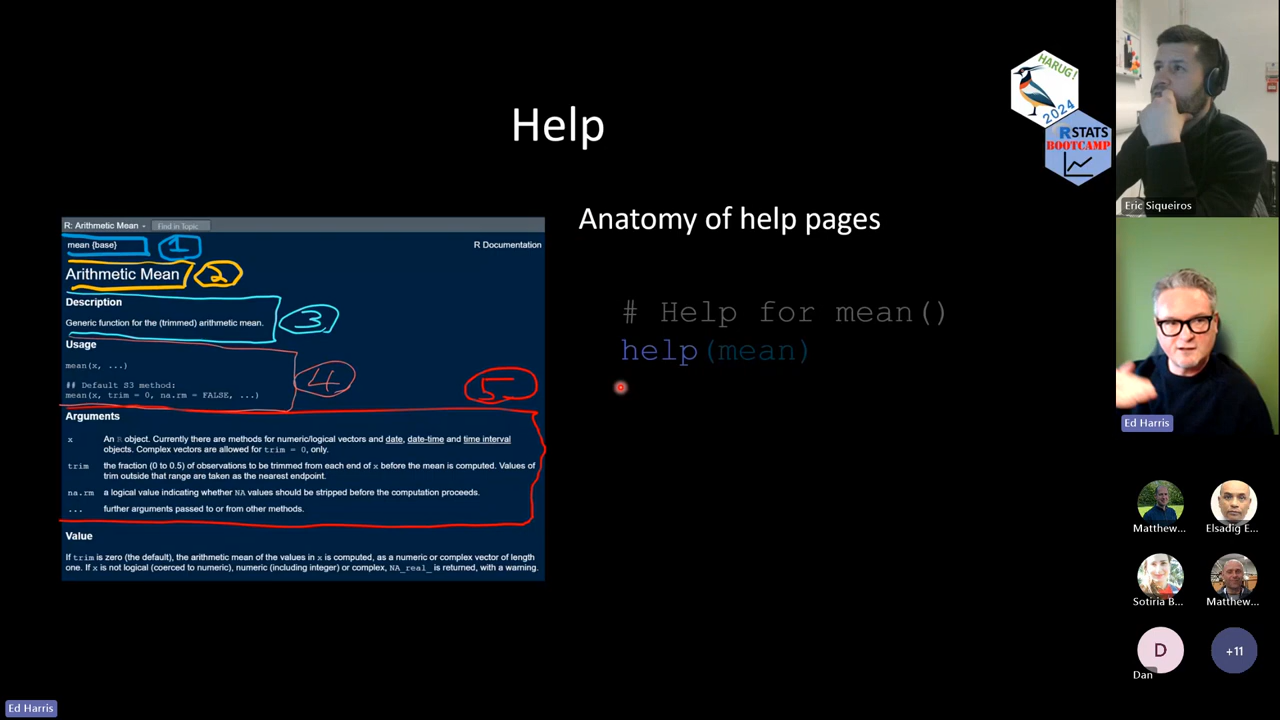 Help
HARUG!
2024
RSTATS
BOOTCAMP
Anatomy of help pages
# Help for mean()
help(mean)
R: Arithmetic Mean
Find in Topic
mean {base}
1
R Documentation
Arithmetic Mean
2
Description
Generic function for the (trimmed) arithmetic mean.
3
Usage
mean(x, ...)
## Default S3 method:
mean(x, trim = 0, na.rm = FALSE, ...)
4
5
Arguments
x An R object. Currently there are methods for numeric/logical vectors and date, date-time and time interval
objects. Complex vectors are allowed for trim = 0, only.
trim the fraction (0 to 0.5) of observations to be trimmed from each end of x before the mean is computed. Values of
trim outside that range are taken as the nearest endpoint.
na.rm a logical value indicating whether NA values should be stripped before the computation proceeds.
... further arguments passed to or from other methods.
Value
If trim is zero (the default), the arithmetic mean of the values in x is computed, as a numeric or complex vector of length
one. If x is not logical (coerced to numeric), numeric (including integer) or complex, NA_real_ is returned, with a warning.
Eric Siqueiros
Ed Harris
Matthew...
Elsadig E...
Sotiria B...
Matthew...
D
Dan
+11
Ed Harris